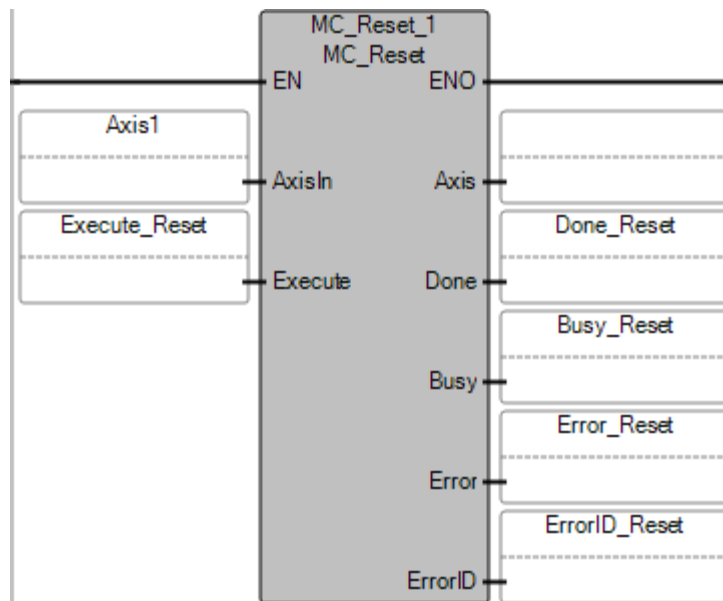 MC_Reset_1
MC_Reset
EN ENO
Axis1
AxisIn Axis
Execute_Reset Done_Reset
Execute Done
Busy_Reset
Busy
Error_Reset
Error
ErrorID_Reset
ErrorID